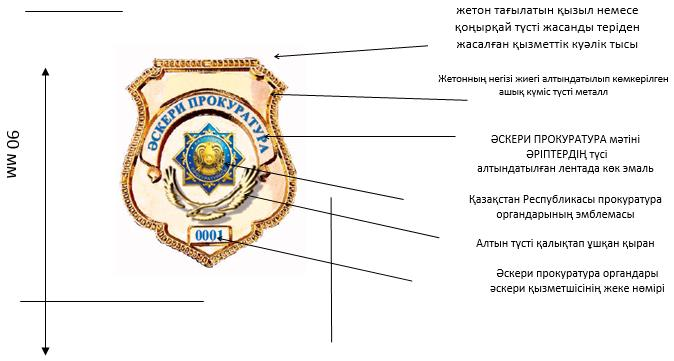 жетон тағылатын қызыл немесе
қоңырқай түсті жасанды теріден
жасалған қызметтік куәлік тысы
Жетонның негізі жиегі алтындатылып көмкерілген
ашық күміс түсті металл
ӘСКЕРИ ПРОКУРАТУРА
ӘСКЕРИ ПРОКУРАТУРА мәтіні
ӘРІПТЕРДІҢ түсі
алтындатылған лентада көк эмаль
90 мм
Қазақстан Республикасы прокуратура
органдарының эмблемасы
Алтын түсті қалықтап ұшқан қыран
0001
Әскери прокуратура органдары
әскери қызметшісінің жеке нөмірі